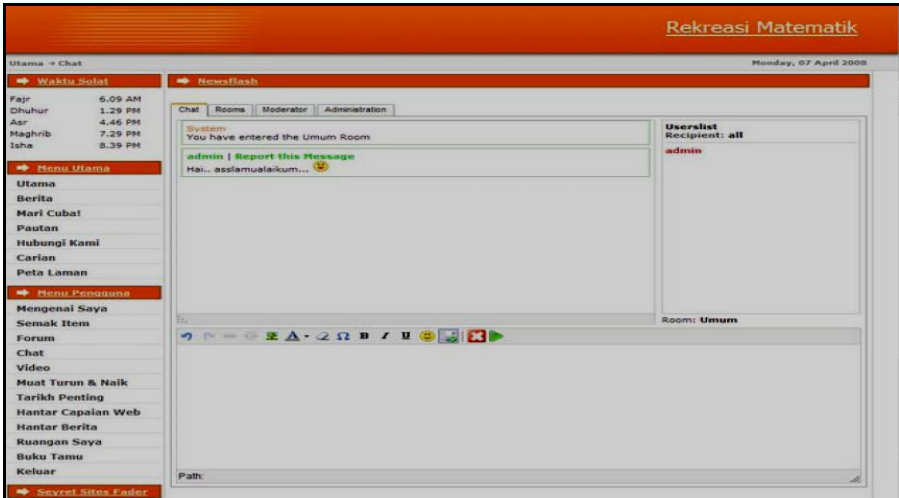 Rekreasi Matematik
Utama → Chat
Monday, 07 April 2008
Waktu Solat
Fajr 6.09 AM
Dhuhur 1.29 PM
Asr 4.46 PM
Maghrib 7.29 PM
Isha 8.39 PM
Menu Utama
Utama
Berita
Mari Cuba!
Pautan
Hubungi Kami
Carian
Peta Laman
Menu Pengguna
Mengenai Saya
Semak Item
Forum
Chat
Video
Muat Turun & Naik
Tarikh Penting
Hantar Capaian Web
Hantar Berita
Ruangan Saya
Buku Tamu
Keluar
Seyret Sites Fader
Newsflash
Chat Rooms Moderator Administration
System
You have entered the Umum Room
admin | Report this Message
Hai.. asslamualaikum...
Userslist
Recipient: all
admin
Room: Umum
A Ω B I U
Path: